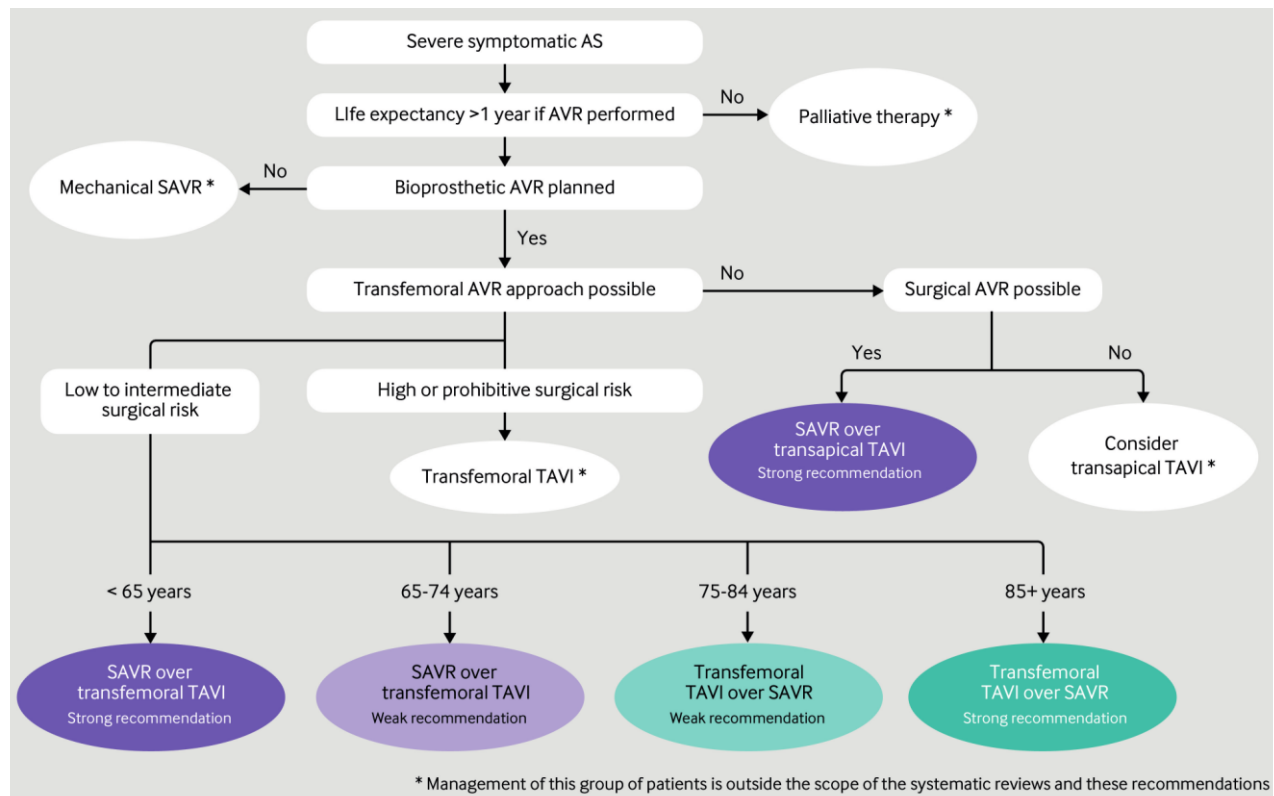 Severe symptomatic AS
LIfe expectancy >1 year if AVR performed
No
Palliative therapy *
Mechanical SAVR *
No
Bioprosthetic AVR planned
Yes
Transfemoral AVR approach possible
No
Surgical AVR possible
Yes
No
Low to intermediate
surgical risk
High or prohibitive surgical risk
SAVR over
transapical TAVI
Strong recommendation
Consider
transapical TAVI *
Transfemoral TAVI *
< 65 years
65-74 years
75-84 years
85+ years
SAVR over
transfemoral TAVI
Strong recommendation
SAVR over
transfemoral TAVI
Weak recommendation
Transfemoral
TAVI over SAVR
Weak recommendation
Transfemoral
TAVI over SAVR
Strong recommendation
* Management of this group of patients is outside the scope of the systematic reviews and these recommendations